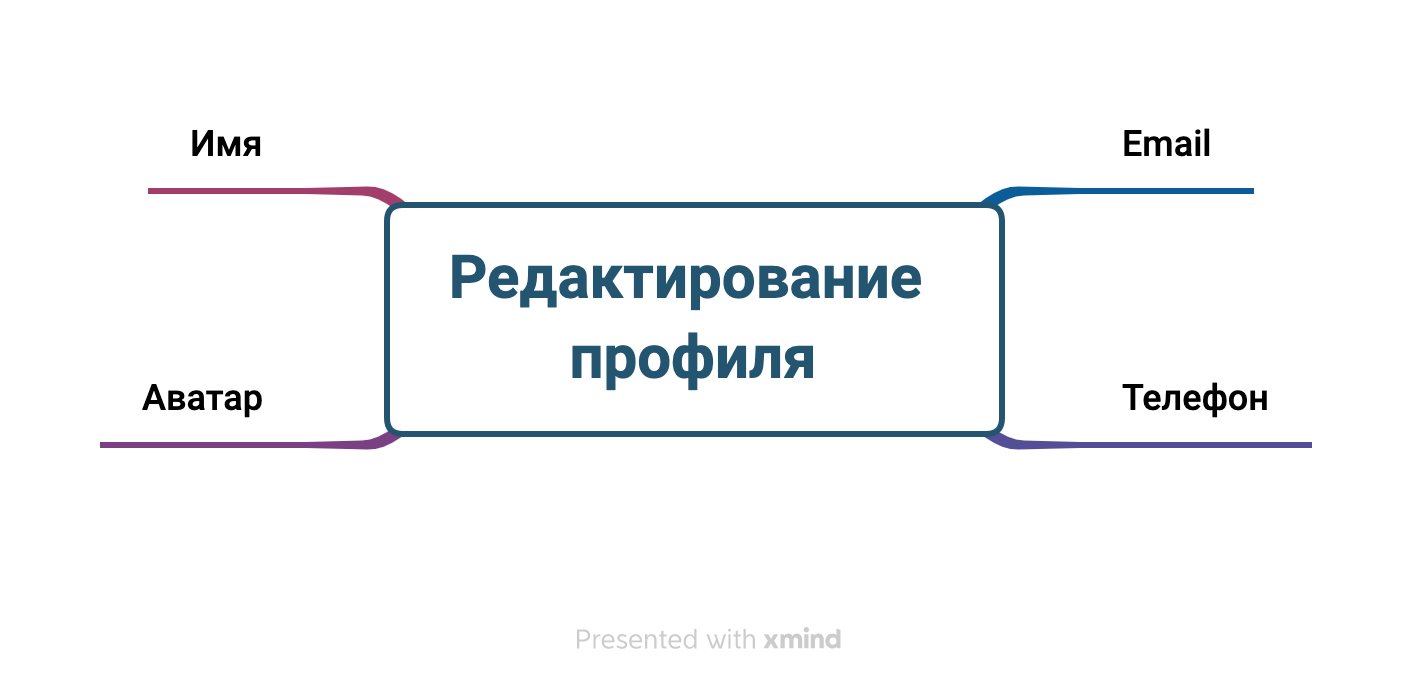 Имя
Email
Редактирование
профиля
Аватар
Телефон
Presented with xmind